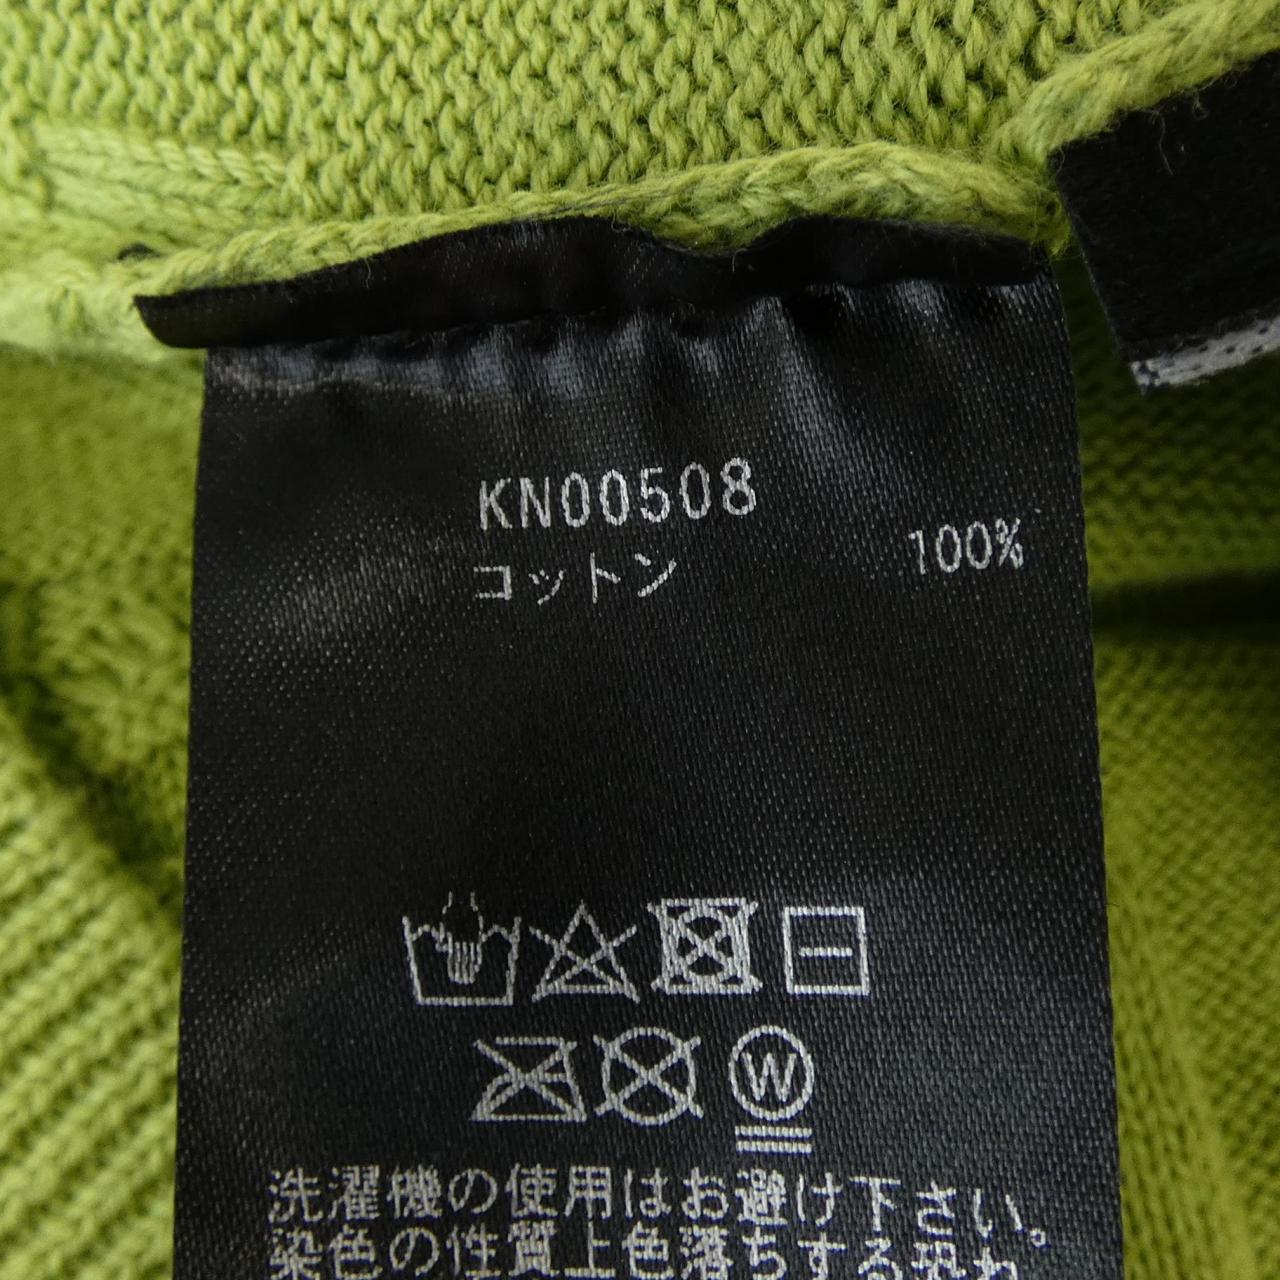 KN00508
コットン 100%
W
洗濯機の使用はお避け下さい。
染色の性質上色落ちする恐れ